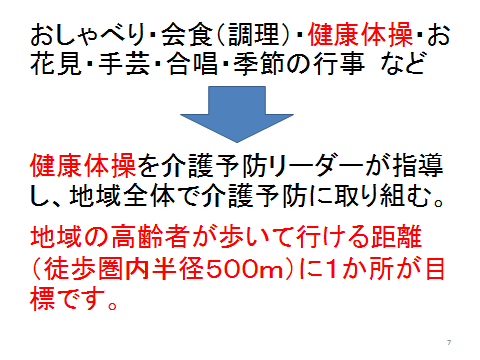 おしゃべり・会食（調理）・健康体操・お
花見・手芸・合唱・季節の行事 など
健康体操を介護予防リーダーが指導
し、地域全体で介護予防に取り組む。
地域の高齢者が歩いて行ける距離
（徒歩圏内半径５００ｍ）に１か所が目
標です。
7